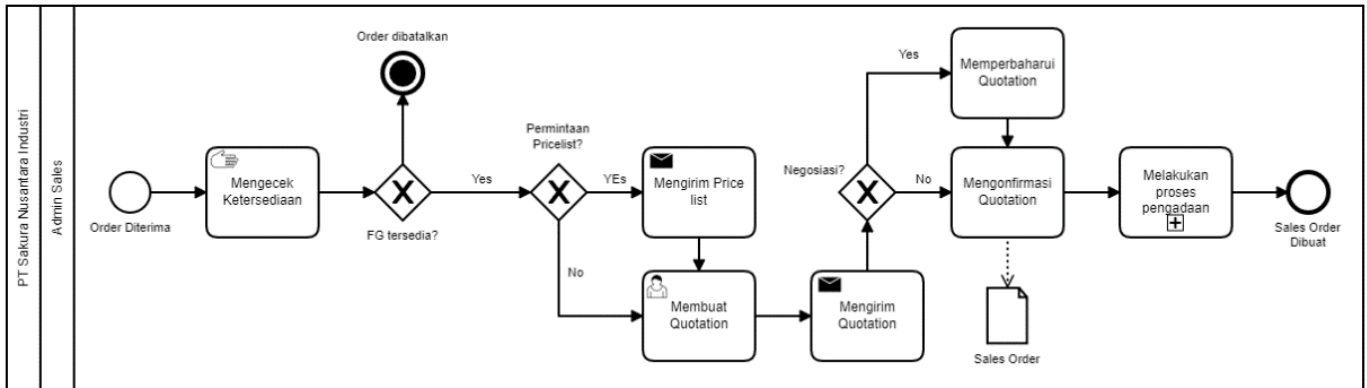 PT Sakura Nusantara Industri
Admin Sales
Order Diterima
Mengecek
Ketersediaan
Order dibatalkan
FG tersedia?
Yes
Permintaan
Pricelist?
YEs
No
Mengirim Price
list
Membuat
Quotation
Mengirim
Quotation
Negosiasi?
Yes
No
Memperbaharui
Quotation
Mengonfirmasi
Quotation
Sales Order
Melakukan
proses
pengadaan
Sales Order
Dibuat